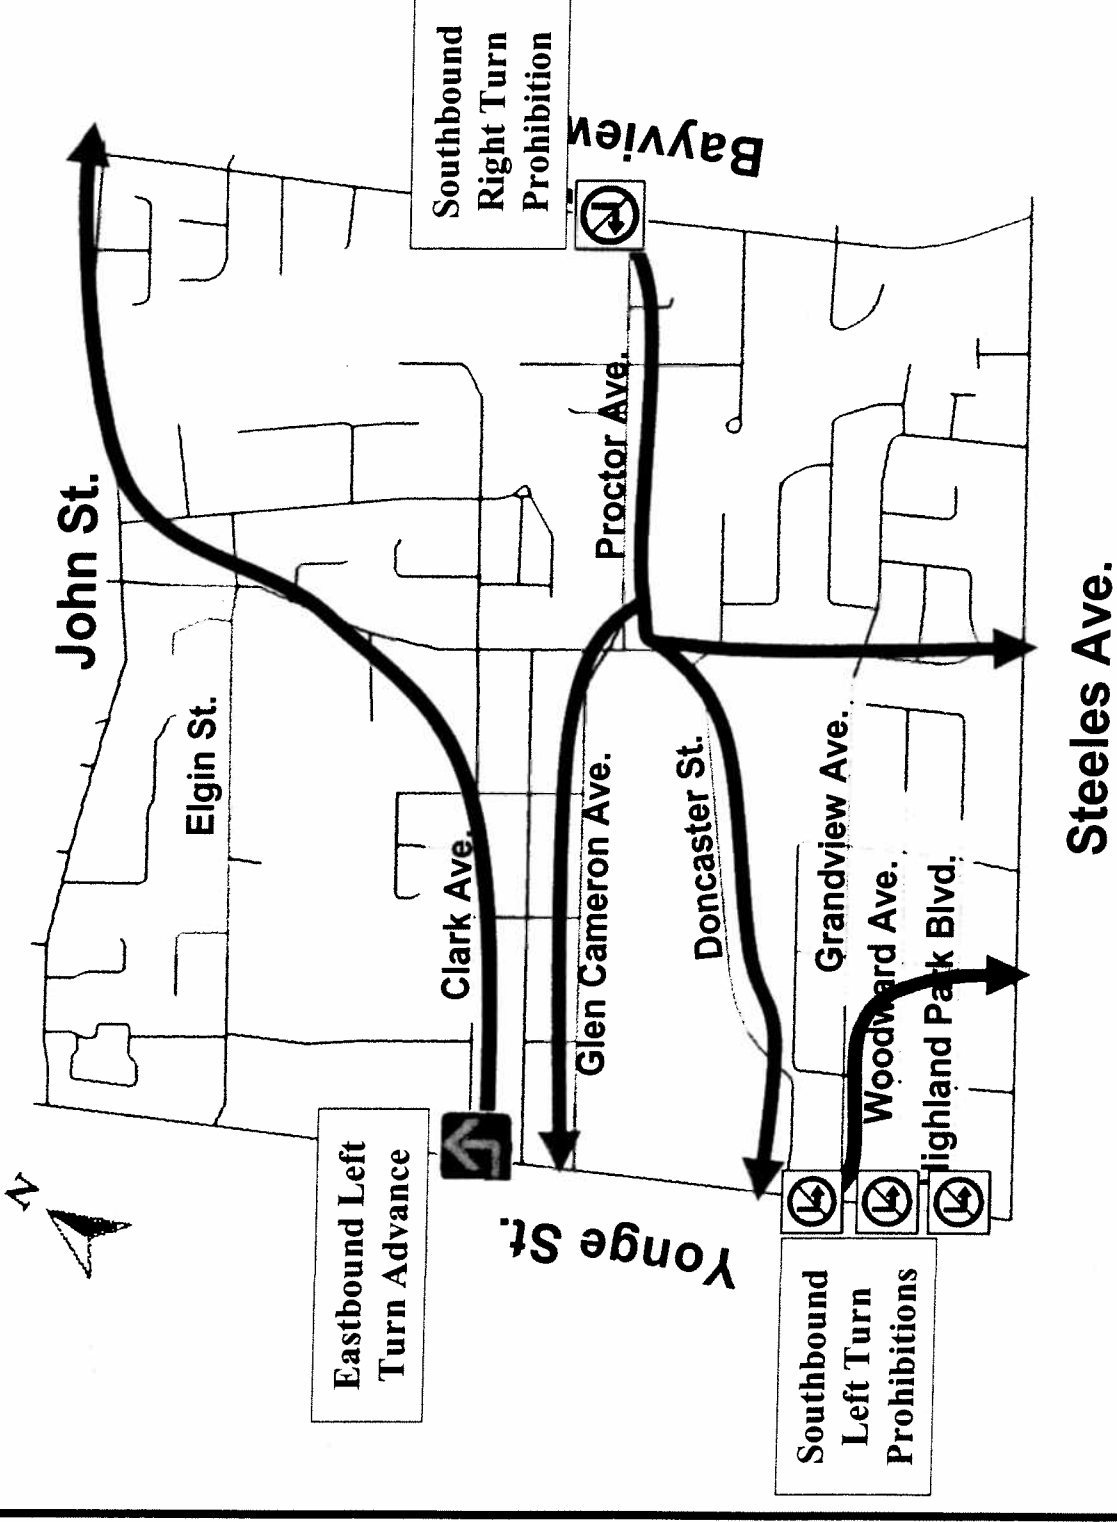 Southbound
Right Turn
Prohibition
Bayview
John St.
Proctor Ave.
Elgin St.
Clark Ave.
Glen Cameron Ave.
Doncaster St.
Grandview Ave.
Woodward Ave.
Highland Park Blvd.
Steeles Ave.
N
Yonge St.
Eastbound Left
Turn Advance
Southbound
Left Turn
Prohibitions